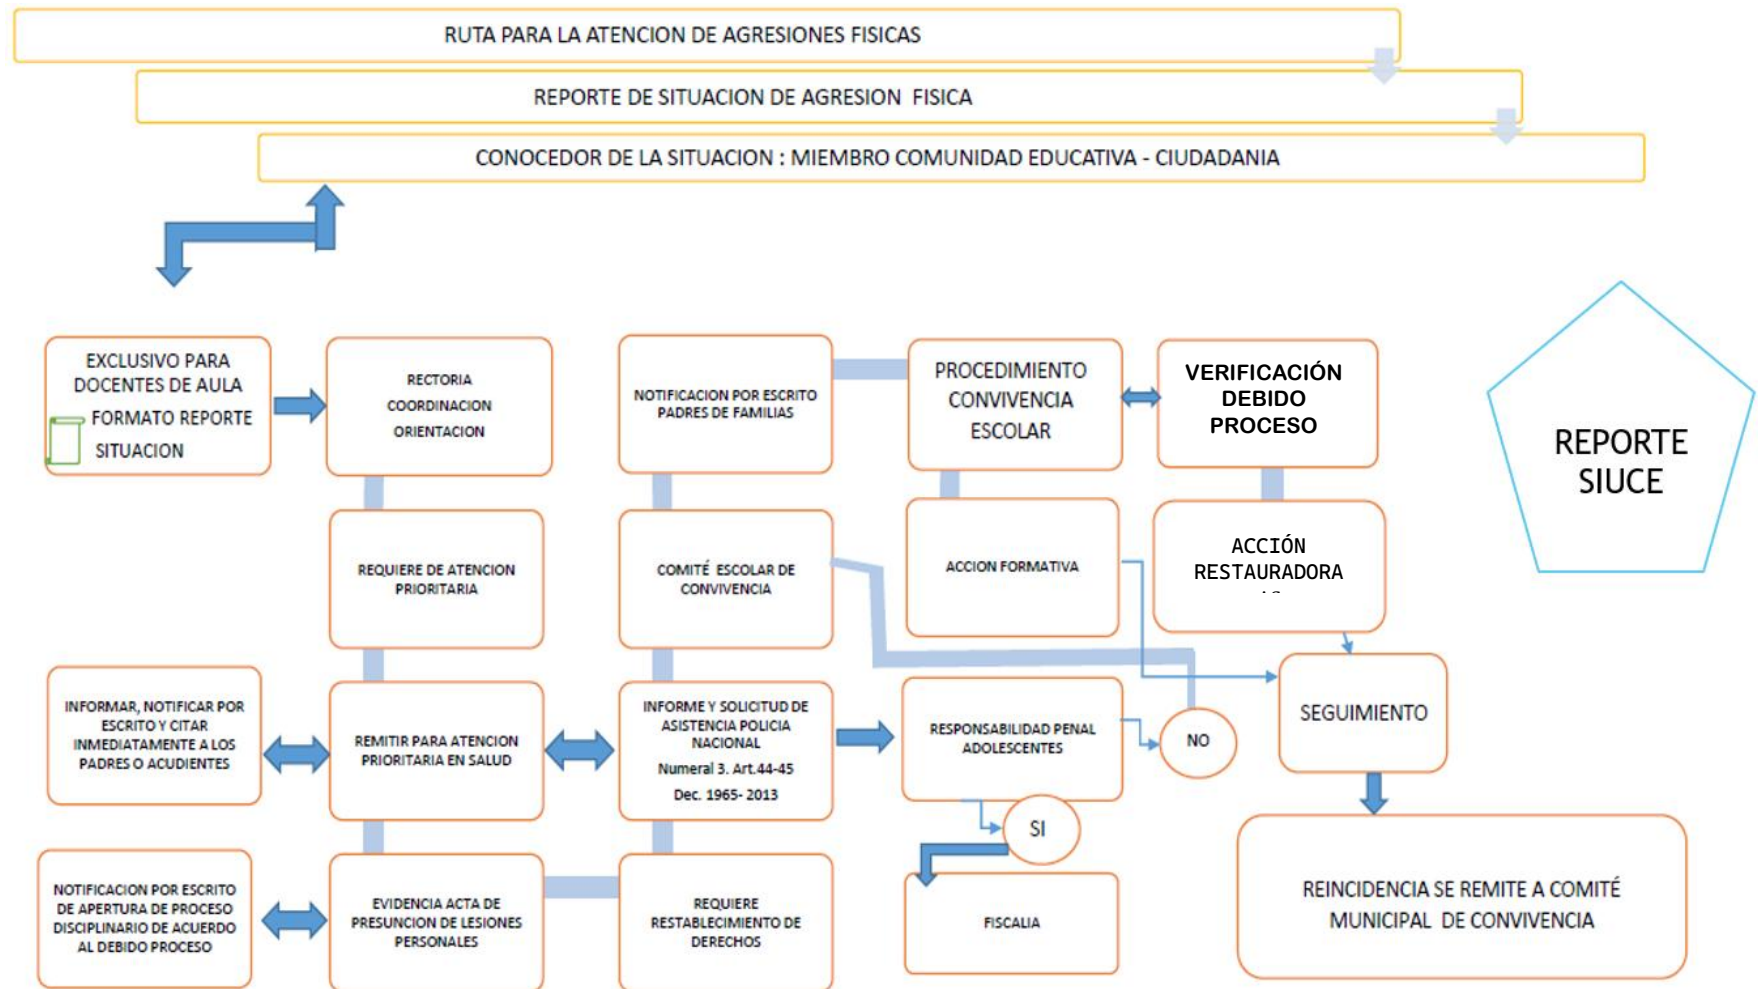 RUTA PARA LA ATENCION DE AGRESIONES FISICAS
REPORTE DE SITUACION DE AGRESION FISICA
CONOCEDOR DE LA SITUACION : MIEMBRO COMUNIDAD EDUCATIVA - CIUDADANIA
EXCLUSIVO PARA
DOCENTES DE AULA
FORMATO REPORTE
SITUACION
RECTORIA
COORDINACION
ORIENTACION
NOTIFICACION POR ESCRITO
PADRES DE FAMILIAS
PROCEDIMIENTO
CONVIVENCIA
ESCOLAR
VERIFICACIÓN
DEBIDO
PROCESO
REPORTE
SIUCE
REQUIERE DE ATENCION
PRIORITARIA
COMITÉ ESCOLAR DE
CONVIVENCIA
ACCION FORMATIVA
ACCIÓN
RESTAURADORA
INFORMAR, NOTIFICAR POR
ESCRITO Y CITAR
INMEDIATAMENTE A LOS
PADRES O ACUDIENTES
REMITIR PARA ATENCION
PRIORITARIA EN SALUD
INFORME Y SOLICITUD DE
ASISTENCIA POLICIA
NACIONAL
Numeral 3. Art.44-45
Dec. 1965- 2013
RESPONSABILIDAD PENAL
ADOLESCENTES
NO
SEGUIMIENTO
SI
NOTIFICACION POR ESCRITO
DE APERTURA DE PROCESO
DISCIPLINARIO DE ACUERDO
AL DEBIDO PROCESO
EVIDENCIA ACTA DE
PRESUNCION DE LESIONES
PERSONALES
REQUIERE
RESTABLECIMIENTO DE
DERECHOS
FISCALIA
REINCIDENCIA SE REMITE A COMITÉ
MUNICIPAL DE CONVIVENCIA